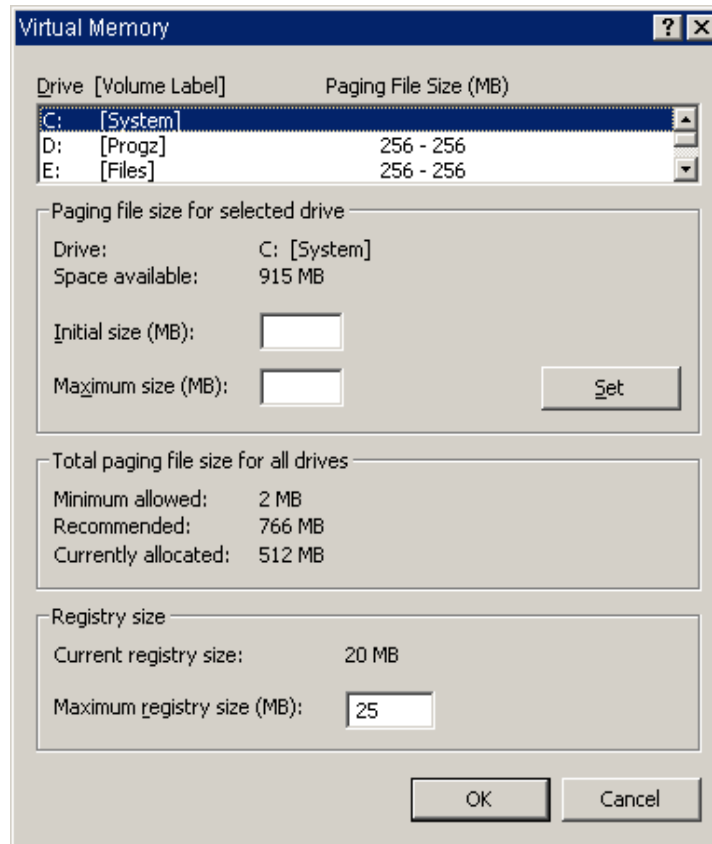 Virtual Memory
Drive [Volume Label] Paging File Size (MB)
C: [System]
D: [Progz] 256 - 256
E: [Files] 256 - 256
Paging file size for selected drive
Drive: C: [System]
Space available: 915 MB
Initial size (MB):
Maximum size (MB): Set
Total paging file size for all drives
Minimum allowed: 2 MB
Recommended: 766 MB
Currently allocated: 512 MB
Registry size
Current registry size: 20 MB
Maximum registry size (MB): 25
OK Cancel